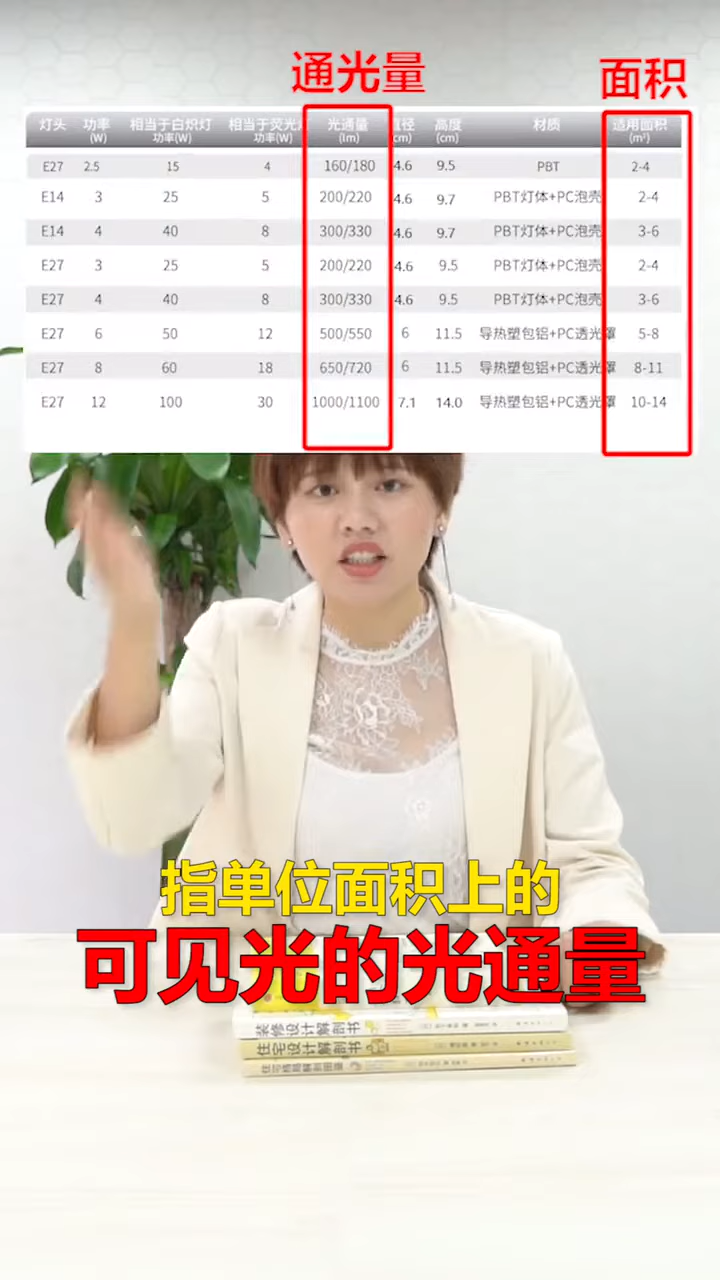 通光量
面积
灯头 功率 相当于白炽灯 相当于荧光 光通量 直径 高度 材质 适用面积
(W) 功率(W) 功率(W) (lm) (cm) (cm) (m²)
E27 2.5 15 4 160/180 4.6 9.5 PBT 2-4
E14 3 25 5 200/220 4.6 9.7 PBT灯体+PC泡壳 2-4
E14 4 40 8 300/330 4.6 9.7 PBT灯体+PC泡壳 3-6
E27 3 25 5 200/220 4.6 9.5 PBT灯体+PC泡壳 2-4
E27 4 40 8 300/330 4.6 9.5 PBT灯体+PC泡壳 3-6
E27 6 50 12 500/550 6 11.5 导热塑包铝+PC透光罩 5-8
E27 8 60 18 650/720 6 11.5 导热塑包铝+PC透光罩 8-11
E27 12 100 30 1000/1100 7.1 14.0 导热塑包铝+PC透光罩 10-14
指单位面积上的
可见光的光通量
装修设计解剖书
住宅设计解剖书